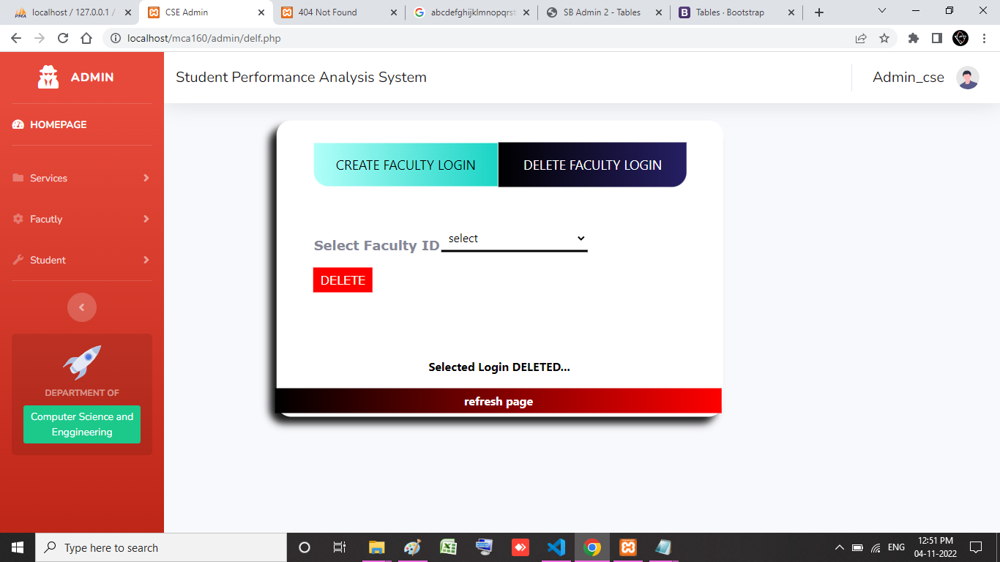 localhost / 127.0.0.1 /
CSE Admin
404 Not Found
abcdefghijklmnopqrst
SB Admin 2 - Tables
Tables · Bootstrap
localhost/mca160/admin/delf.php
ADMIN
Student Performance Analysis System
Admin_cse
HOMEPAGE
Services
Facutly
Student
DEPARTMENT OF
Computer Science and
Enggineering
CREATE FACULTY LOGIN
DELETE FACULTY LOGIN
Select Faculty ID
select
DELETE
Selected Login DELETED...
refresh page
Type here to search
ENG
12:51 PM
04-11-2022